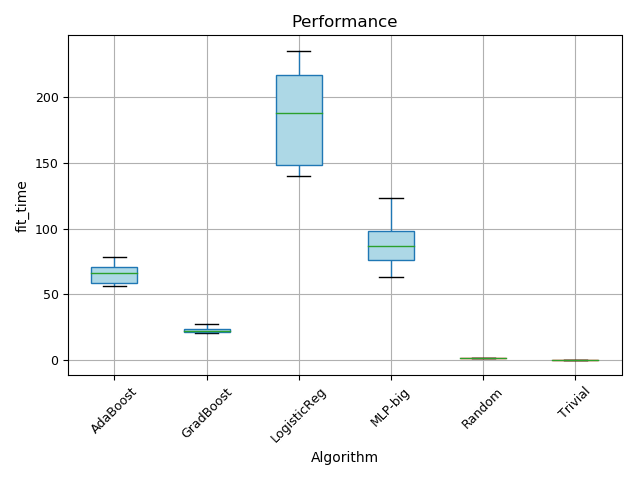 Performance
fit_time
200
150
100
50
0
AdaBoost
GradBoost
LogisticReg
MLP-big
Random
Trivial
Algorithm